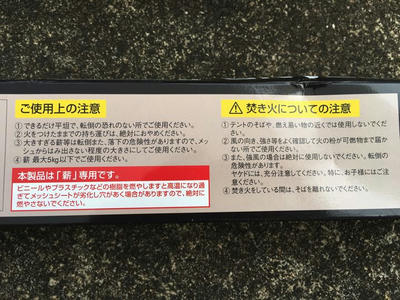 ご使用上の注意
①できるだけ平坦で、転倒の恐れのない所でご使用ください。
②火をつけたままでの持ち運びは、絶対におやめください。
③大きすぎる薪は転倒また、落下の危険性がありますので、メッ
シュからはみ出さない程度の大きさにしてご使用ください。
④薪 最大5kg以下でご使用ください。
本製品は「薪」専用です。
ビニールやプラスチックなどの樹脂を燃やしますと高温になり過
ぎてメッシュシートが劣化し穴があく場合がありますので、絶対に
燃やさないでください。
焚き火についての注意
①テントのそばや、燃え易い物の近くでは使用しないでください。
②風の向き、強さ等をよく確認して火の粉が可燃物まで届か
ない所でご使用ください。
③また、強風の場合は絶対に使用しないでください。転倒の
危険性があります。
ヤケドには、充分注意してください。特に、お子様にはご注
意ください。
④焚き火をしている間は、そばを離れないでください。